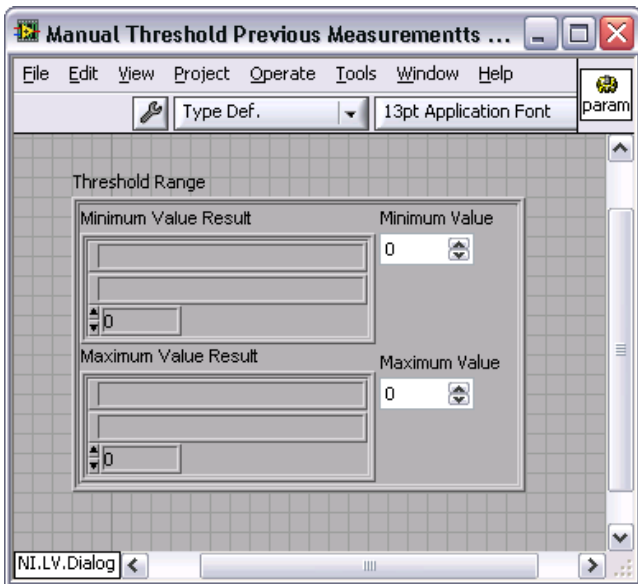 Manual Threshold Previous Measurementts ...
File Edit View Project Operate Tools Window Help
param
Type Def. 13pt Application Font
Threshold Range
Minimum Value Result Minimum Value
0
0
Maximum Value Result Maximum Value
0
0
NI.LV.Dialog